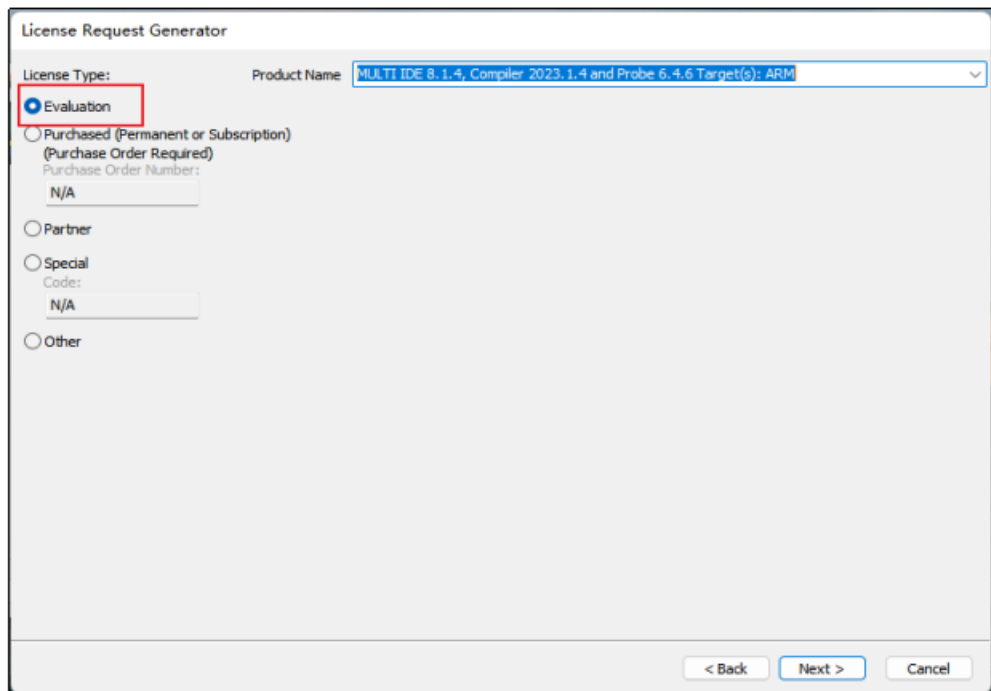 License Request Generator
License Type:
Product Name MULTI IDE 8.1.4, Compiler 2023.1.4 and Probe 6.4.6 Target(s): ARM
Evaluation
Purchased (Permanent or Subscription)
(Purchase Order Required)
Purchase Order Number:
N/A
Partner
Special
Code:
N/A
Other
< Back
Next >
Cancel